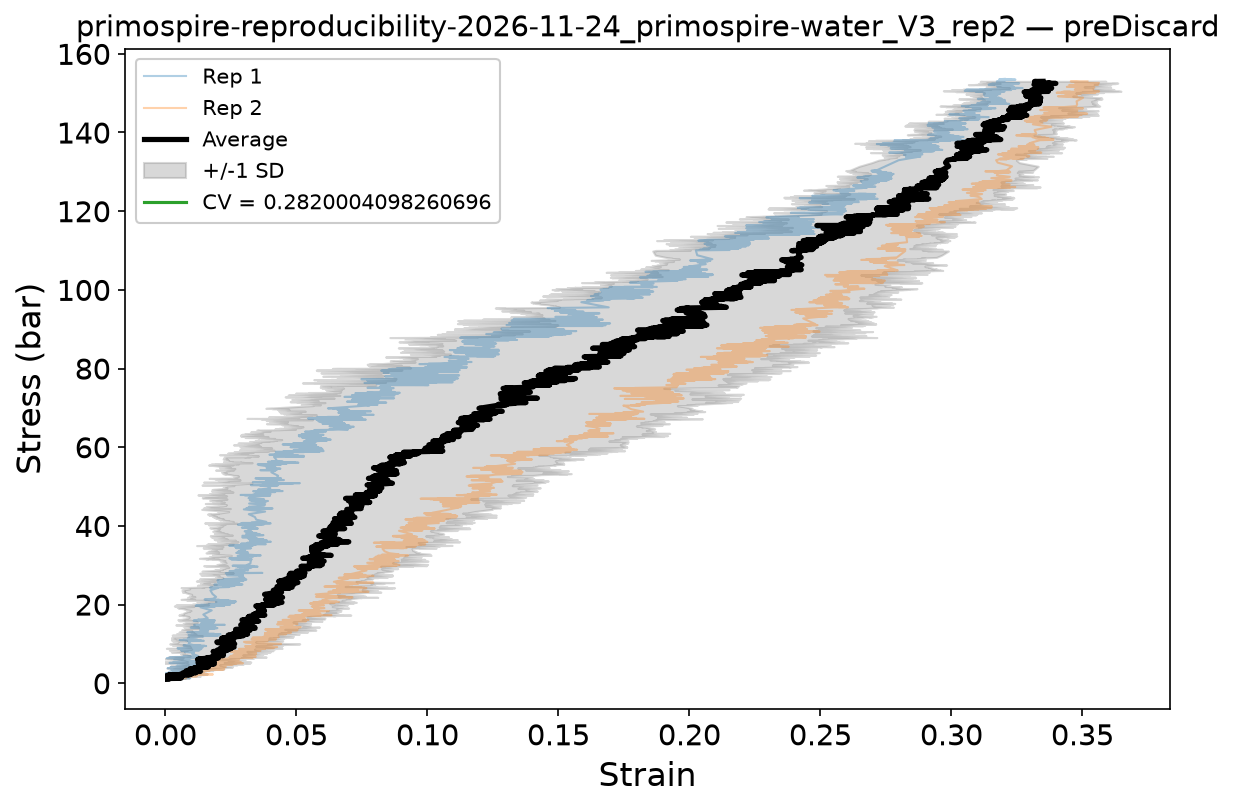 primospire-reproducibility-2026-11-24_primospire-water_V3_rep2 — preDiscard
Rep 1
Rep 2
Average
+/-1 SD
CV = 0.2820004098260696
Stress (bar)
160
140
120
100
80
60
40
20
0
0.00 0.05 0.10 0.15 0.20 0.25 0.30 0.35
Strain